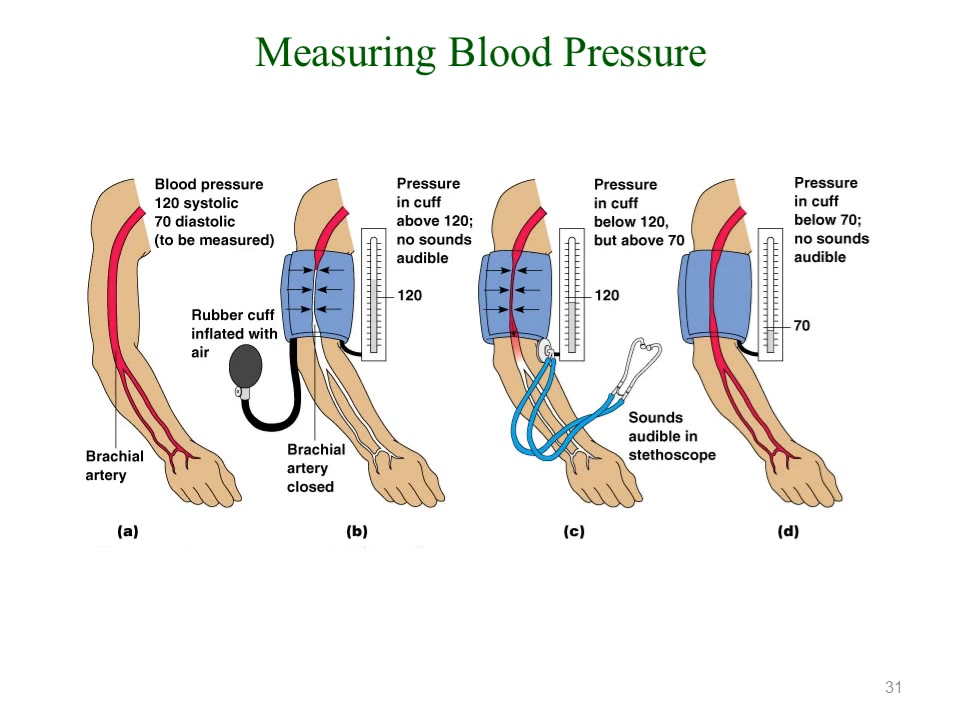 Measuring Blood Pressure
Blood pressure
120 systolic
70 diastolic
(to be measured)
Brachial
artery
(a)
Pressure
in cuff
above 120;
no sounds
audible
120
Rubber cuff
inflated with
air
Brachial
artery
closed
(b)
Pressure
in cuff
below 120,
but above 70
120
Sounds
audible in
stethoscope
(c)
Pressure
in cuff
below 70;
no sounds
audible
70
(d)
31